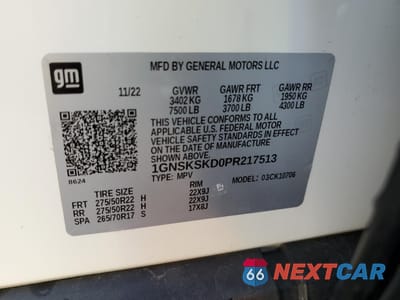 gm
MFD BY GENERAL MOTORS LLC
11/22 GVWR GAWR FRT GAWR RR
3402 KG 1678 KG 1950 KG
7500 LB 3700 LB 4300 LB
THIS VEHICLE CONFORMS TO ALL
APPLICABLE U.S. FEDERAL MOTOR
VEHICLE SAFETY STANDARDS IN EFFECT
ON THE DATE OF MANUFACTURE
SHOWN ABOVE.
1GNSKSKD0PR217513
8624 TYPE: MPV MODEL: 03CK10706
TIRE SIZE RIM
FRT 275/50R22 H 22X9J
RR 275/50R22 H 22X9J
SPA 265/70R17 S 17X8J
66 NEXTCAR